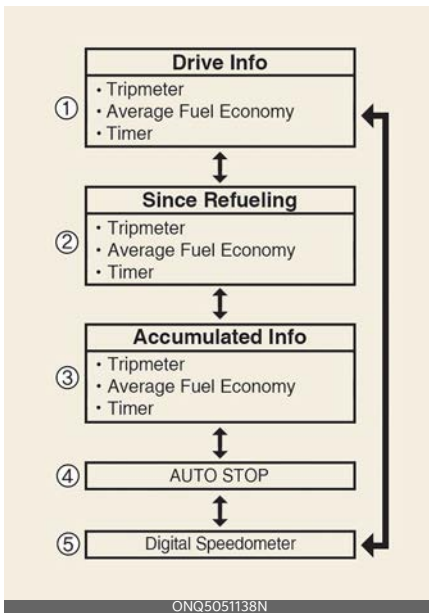 Drive Info
① • Tripmeter
• Average Fuel Economy
• Timer
Since Refueling
② • Tripmeter
• Average Fuel Economy
• Timer
Accumulated Info
③ • Tripmeter
• Average Fuel Economy
• Timer
④ AUTO STOP
⑤ Digital Speedometer
ONQ5051138N